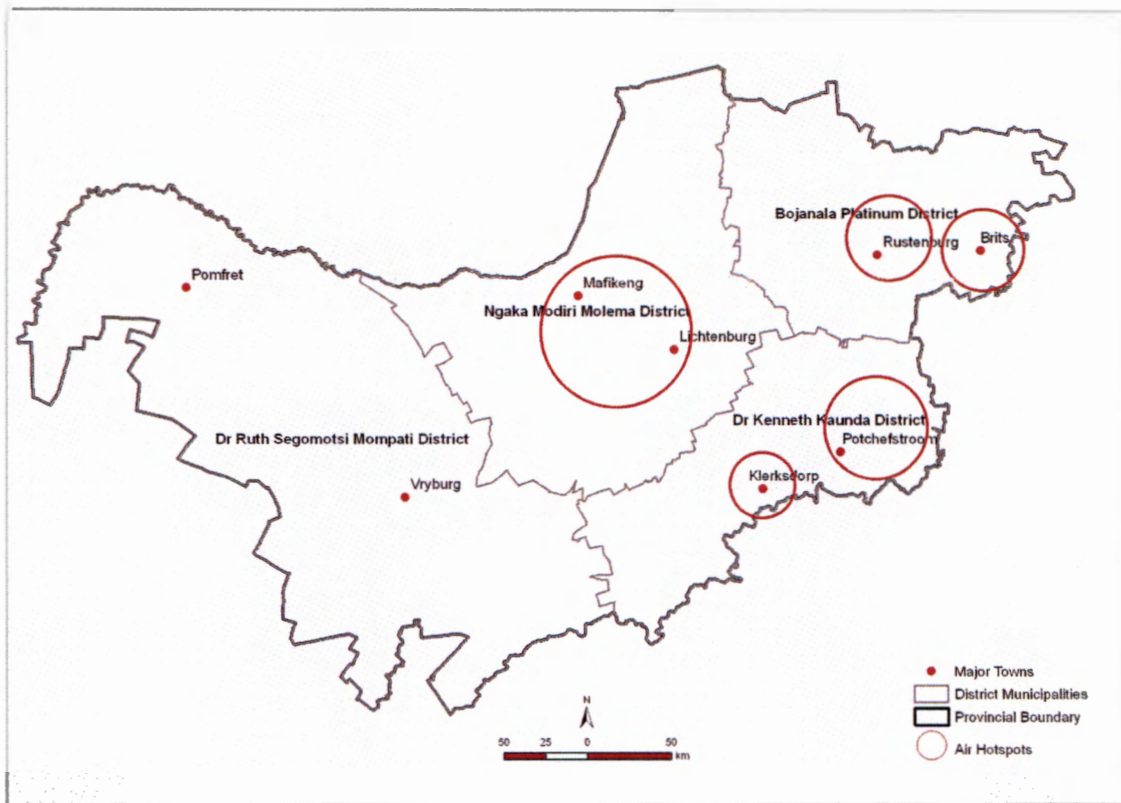 Bojanala Platinum District
Rustenburg
Brits
Pomfret
Mafikeng
Ngaka Modiri Molema District
Lichtenburg
Dr Kenneth Kaunda District
Potchefstroom
Dr Ruth Segomotsi Mompati District
Klerksdorp
Vryburg
Major Towns
District Municipalities
Provincial Boundary
Air Hotspots
N
50 25 0 50
km